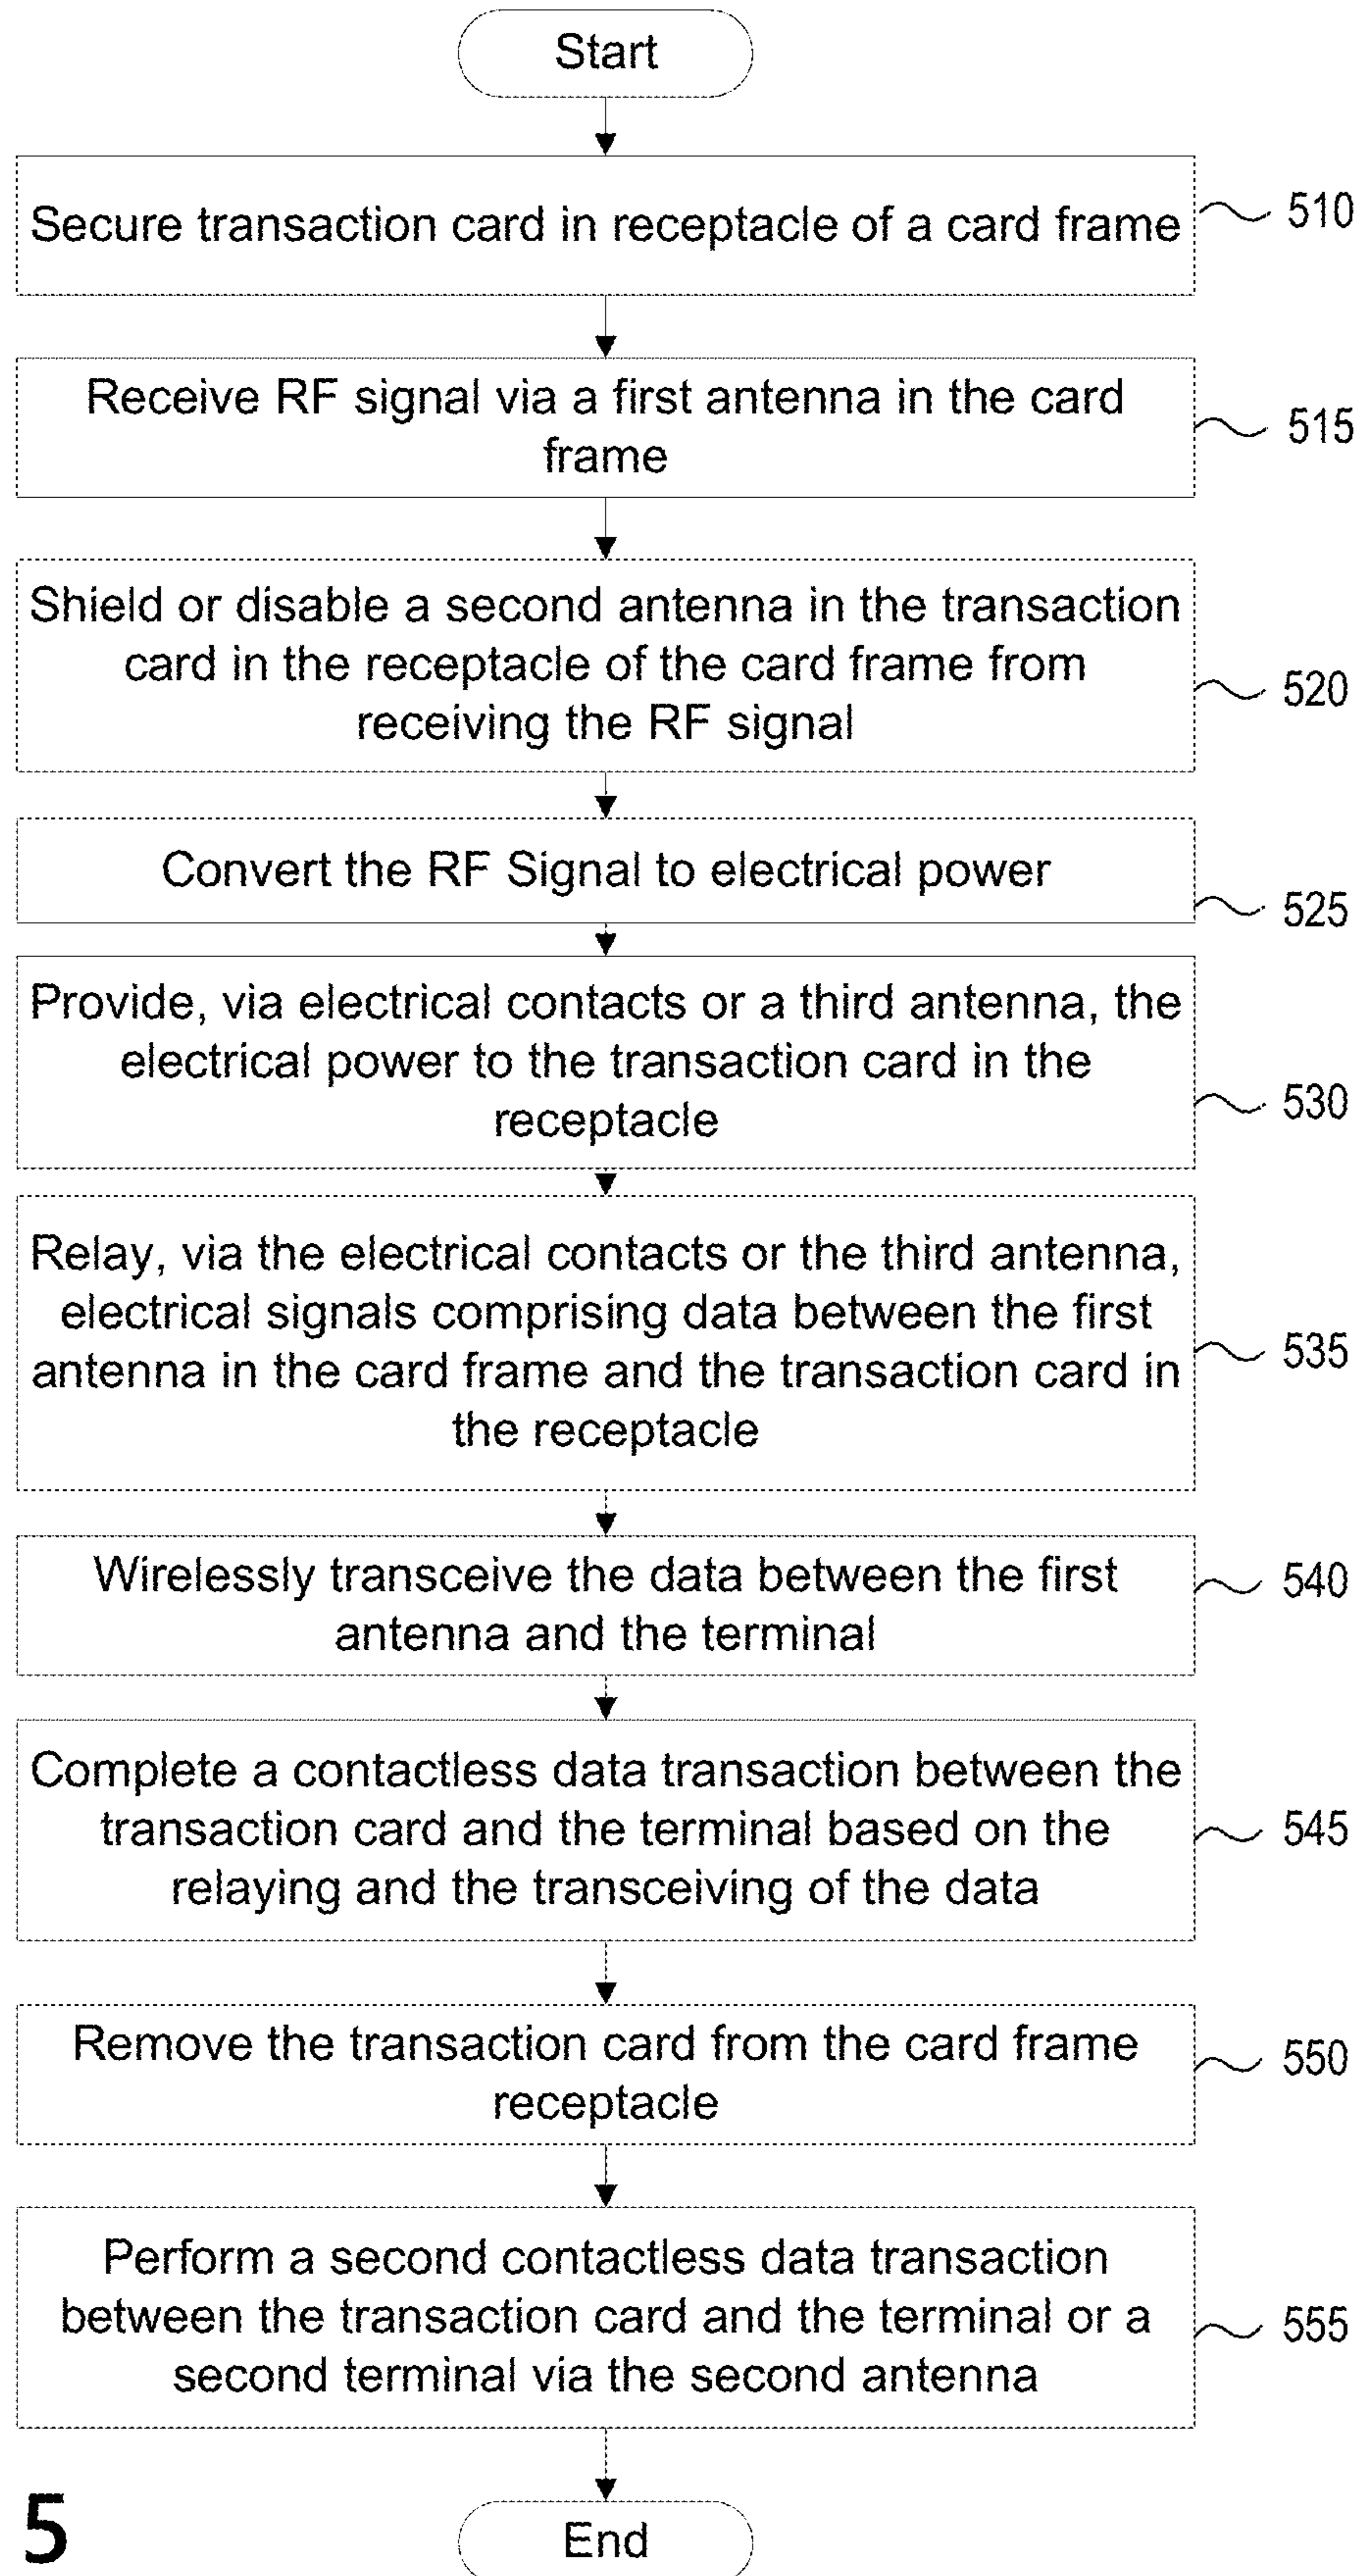 Start
Secure transaction card in receptacle of a card frame
510
Receive RF signal via a first antenna in the card
frame
515
Shield or disable a second antenna in the transaction
card in the receptacle of the card frame from
receiving the RF signal
520
Convert the RF Signal to electrical power
525
Provide, via electrical contacts or a third antenna, the
electrical power to the transaction card in the
receptacle
530
Relay, via the electrical contacts or the third antenna,
electrical signals comprising data between the first
antenna in the card frame and the transaction card in
the receptacle
535
Wirelessly transceive the data between the first
antenna and the terminal
540
Complete a contactless data transaction between the
transaction card and the terminal based on the
relaying and the transceiving of the data
545
Remove the transaction card from the card frame
receptacle
550
Perform a second contactless data transaction
between the transaction card and the terminal or a
second terminal via the second antenna
555
5
End